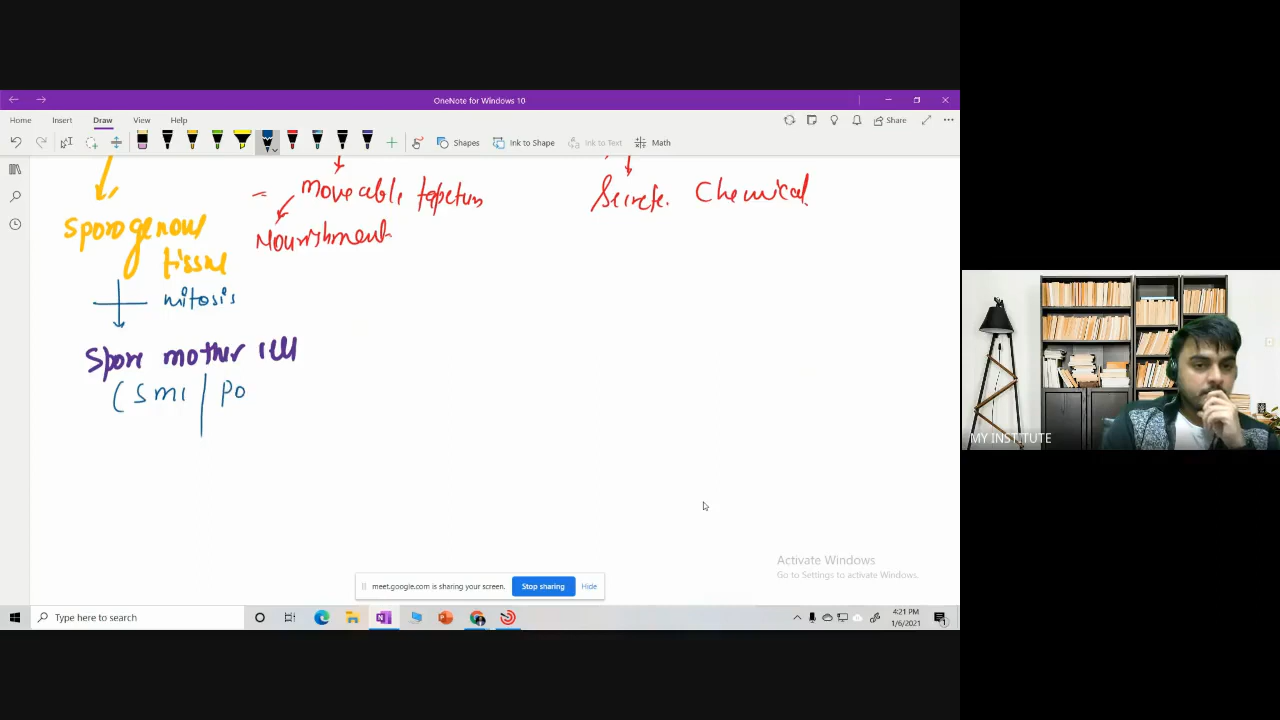 OneNote for Windows 10
Home Insert Draw View Help
Share
Shapes Ink to Shape Ink to Text Math
moveable tapetum
Secrete. Chemical
Nourishment
Sporogenous
tissue
mitosis
Spore mother cell
( SMC | Po
MY INSTITUTE
Activate Windows
Go to Settings to activate Windows.
meet.google.com is sharing your screen. Stop sharing Hide
Type here to search
4:21 PM
1/6/2021